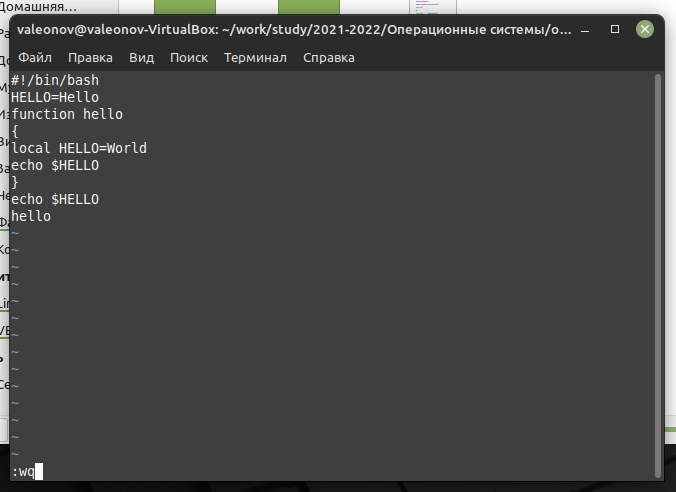 Домашняя...
valeonov@valeonov-VirtualBox: ~/work/study/2021-2022/Операционные системы/о...
Файл Правка Вид Поиск Терминал Справка
#!/bin/bash
HELLO=Hello
function hello
{
local HELLO=World
echo $HELLO
}
echo $HELLO
hello
~
~
~
~
~
~
~
~
~
~
~
~
~
~
:wq